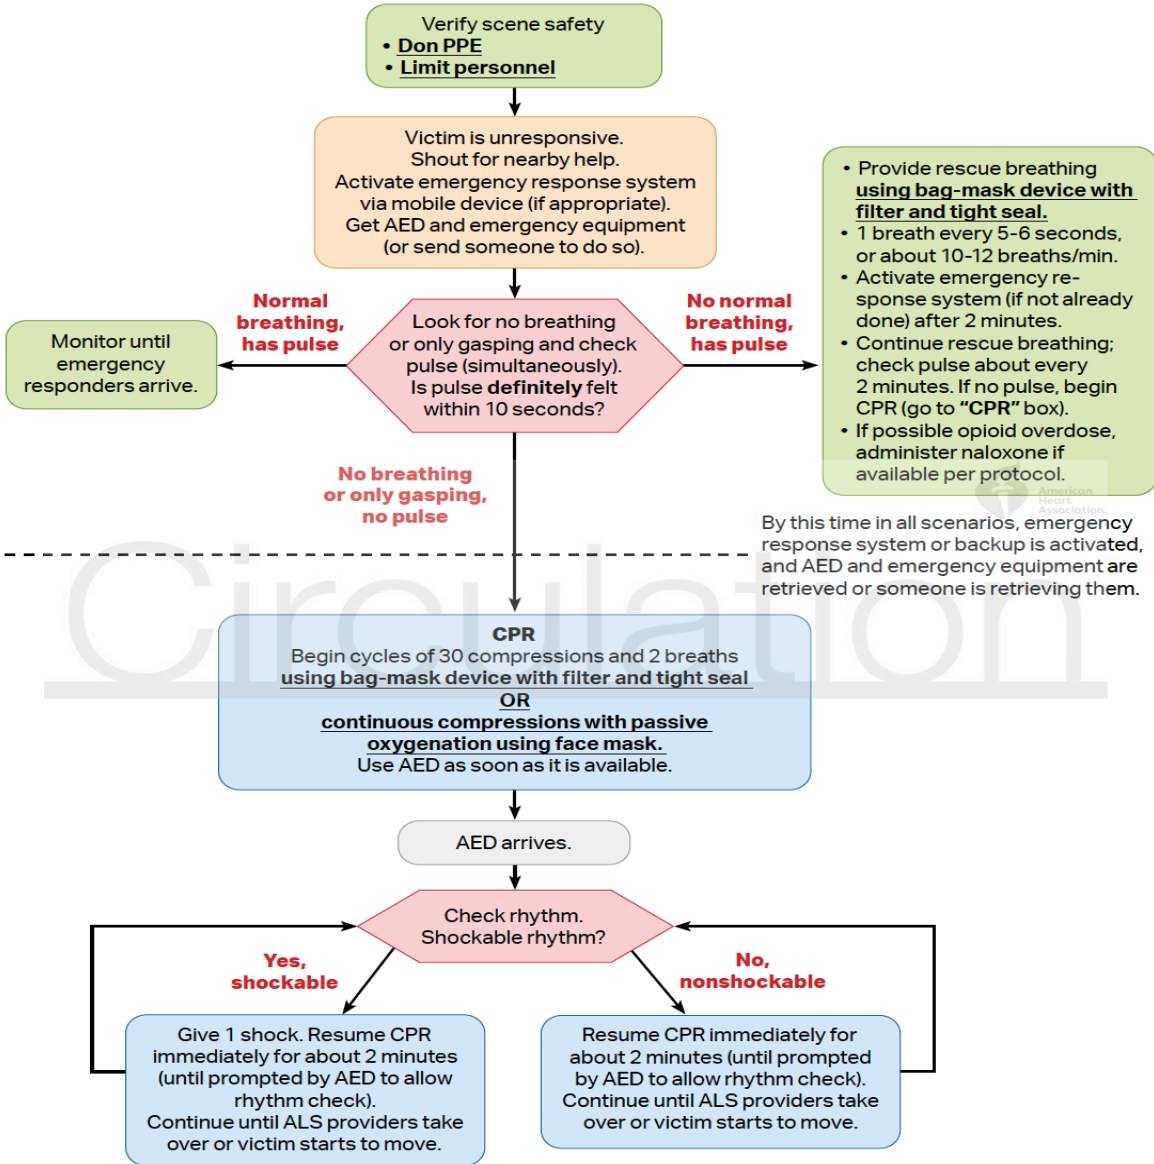 Verify scene safety
• Don PPE
• Limit personnel
Victim is unresponsive.
Shout for nearby help.
Activate emergency response system
via mobile device (if appropriate).
Get AED and emergency equipment
(or send someone to do so).
Normal
breathing,
has pulse
Monitor until
emergency
responders arrive.
Look for no breathing
or only gasping and check
pulse (simultaneously).
Is pulse definitely felt
within 10 seconds?
No normal
breathing,
has pulse
• Provide rescue breathing
using bag-mask device with
filter and tight seal.
• 1 breath every 5-6 seconds,
or about 10-12 breaths/min.
• Activate emergency re-
sponse system (if not already
done) after 2 minutes.
• Continue rescue breathing;
check pulse about every
2 minutes. If no pulse, begin
CPR (go to “CPR” box).
• If possible opioid overdose,
administer naloxone if
available per protocol.
American
Heart
Association.
No breathing
or only gasping,
no pulse
By this time in all scenarios, emergency
response system or backup is activated,
and AED and emergency equipment are
retrieved or someone is retrieving them.
Circulation
CPR
Begin cycles of 30 compressions and 2 breaths
using bag-mask device with filter and tight seal
OR
continuous compressions with passive
oxygenation using face mask.
Use AED as soon as it is available.
AED arrives.
Check rhythm.
Shockable rhythm?
Yes,
shockable
No,
nonshockable
Give 1 shock. Resume CPR
immediately for about 2 minutes
(until prompted by AED to allow
rhythm check).
Continue until ALS providers take
over or victim starts to move.
Resume CPR immediately for
about 2 minutes (until prompted
by AED to allow rhythm check).
Continue until ALS providers take
over or victim starts to move.